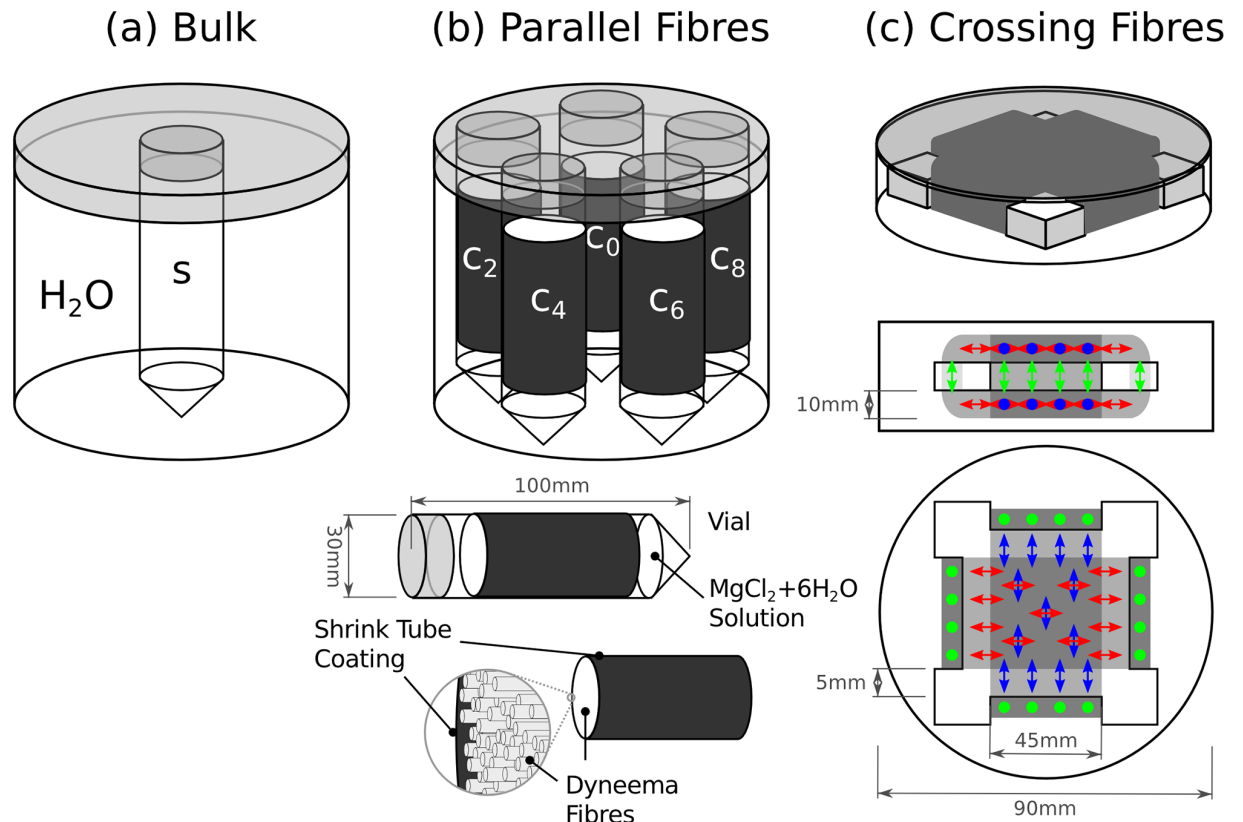 (a) Bulk
(b) Parallel Fibres
(c) Crossing Fibres
H₂O
s
c₂
c₀
c₈
c₄
c₆
10mm
100mm
30mm
Vial
MgCl₂+6H₂O
Solution
Shrink Tube
Coating
Dyneema
Fibres
5mm
45mm
90mm